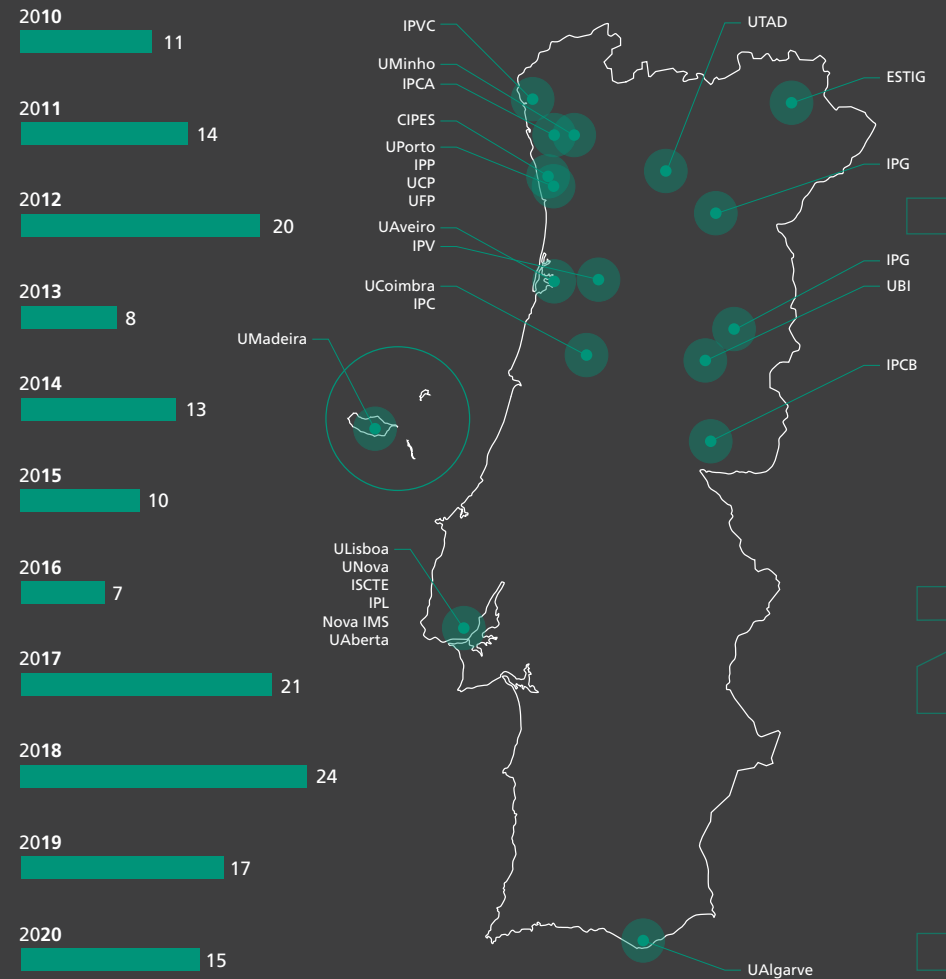 2010
11
2011
14
2012
20
2013
8
2014
13
2015
10
2016
7
2017
21
2018
24
2019
17
2020
15
IPVC
UMinho
IPCA
CIPES
UPorto
IPP
UCP
UFP
UAveiro
IPV
UCoimbra
IPC
UMadeira
ULisboa
UNova
ISCTE
IPL
Nova IMS
UAberta
UTAD
ESTIG
IPG
IPG
UBI
IPCB
UAlgarve